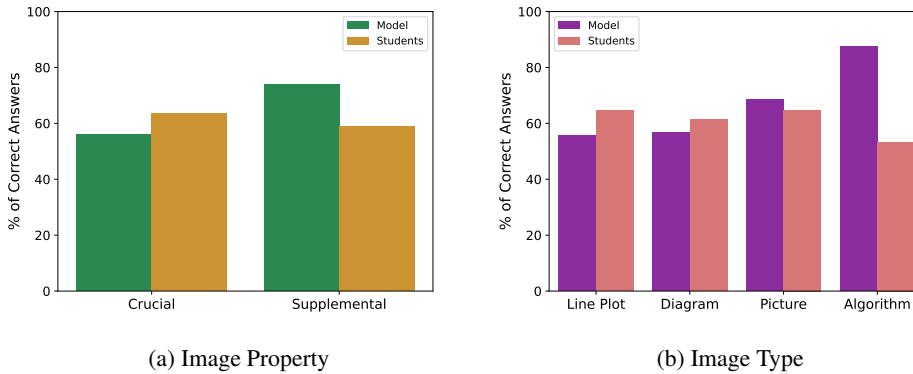 100
80
60
40
20
0
% of Correct Answers
Model
Students
Crucial
Supplemental
(a) Image Property
100
80
60
40
20
0
% of Correct Answers
Model
Students
Line Plot
Diagram
Picture
Algorithm
(b) Image Type